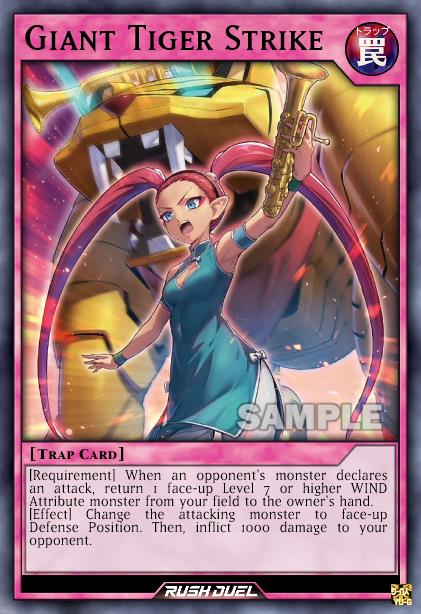 GIANT TIGER STRIKE
トラップ
罠
SAMPLE
[TRAP CARD]
[Requirement] When an opponent's monster declares
an attack, return 1 face-up Level 7 or higher WIND
Attribute monster from your field to the owner's hand.
[Effect] Change the attacking monster to face-up
Defense Position. Then, inflict 1000 damage to your
opponent.
RUSH DUEL